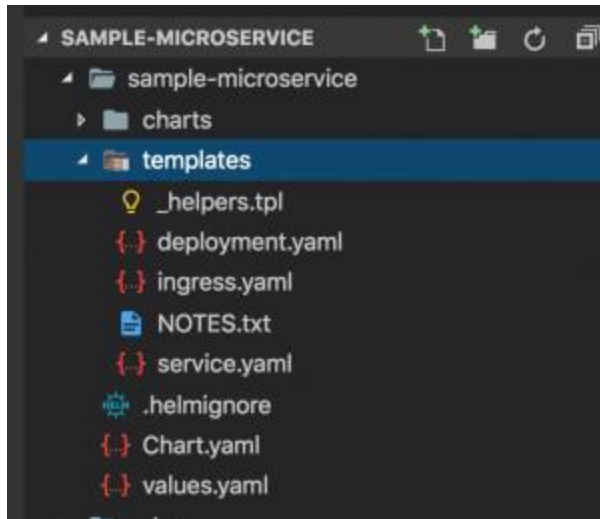 SAMPLE-MICROSERVICE
sample-microservice
charts
templates
_helpers.tpl
deployment.yaml
ingress.yaml
NOTES.txt
service.yaml
.helmignore
Chart.yaml
values.yaml